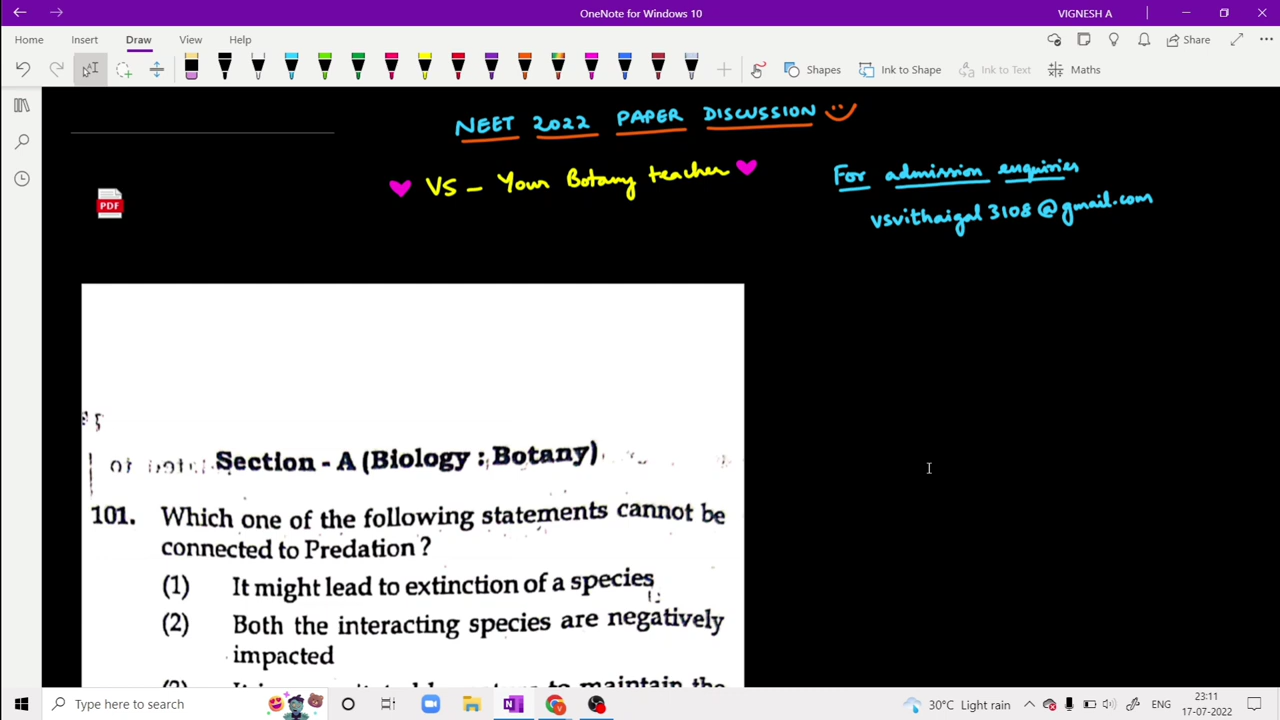 OneNote for Windows 10
VIGNESH A
Home Insert Draw View Help
Share
Shapes Ink to Shape Ink to Text Maths
NEET 2022 PAPER DISCUSSION
VS - Your Botany teacher
For admission enquiries
vsvithaigal3108@gmail.com
PDF
Section - A (Biology : Botany)
101. Which one of the following statements cannot be
connected to Predation ?
(1) It might lead to extinction of a species
(2) Both the interacting species are negatively
impacted
maintain the
Type here to search
30°C Light rain
ENG
23:11
17-07-2022